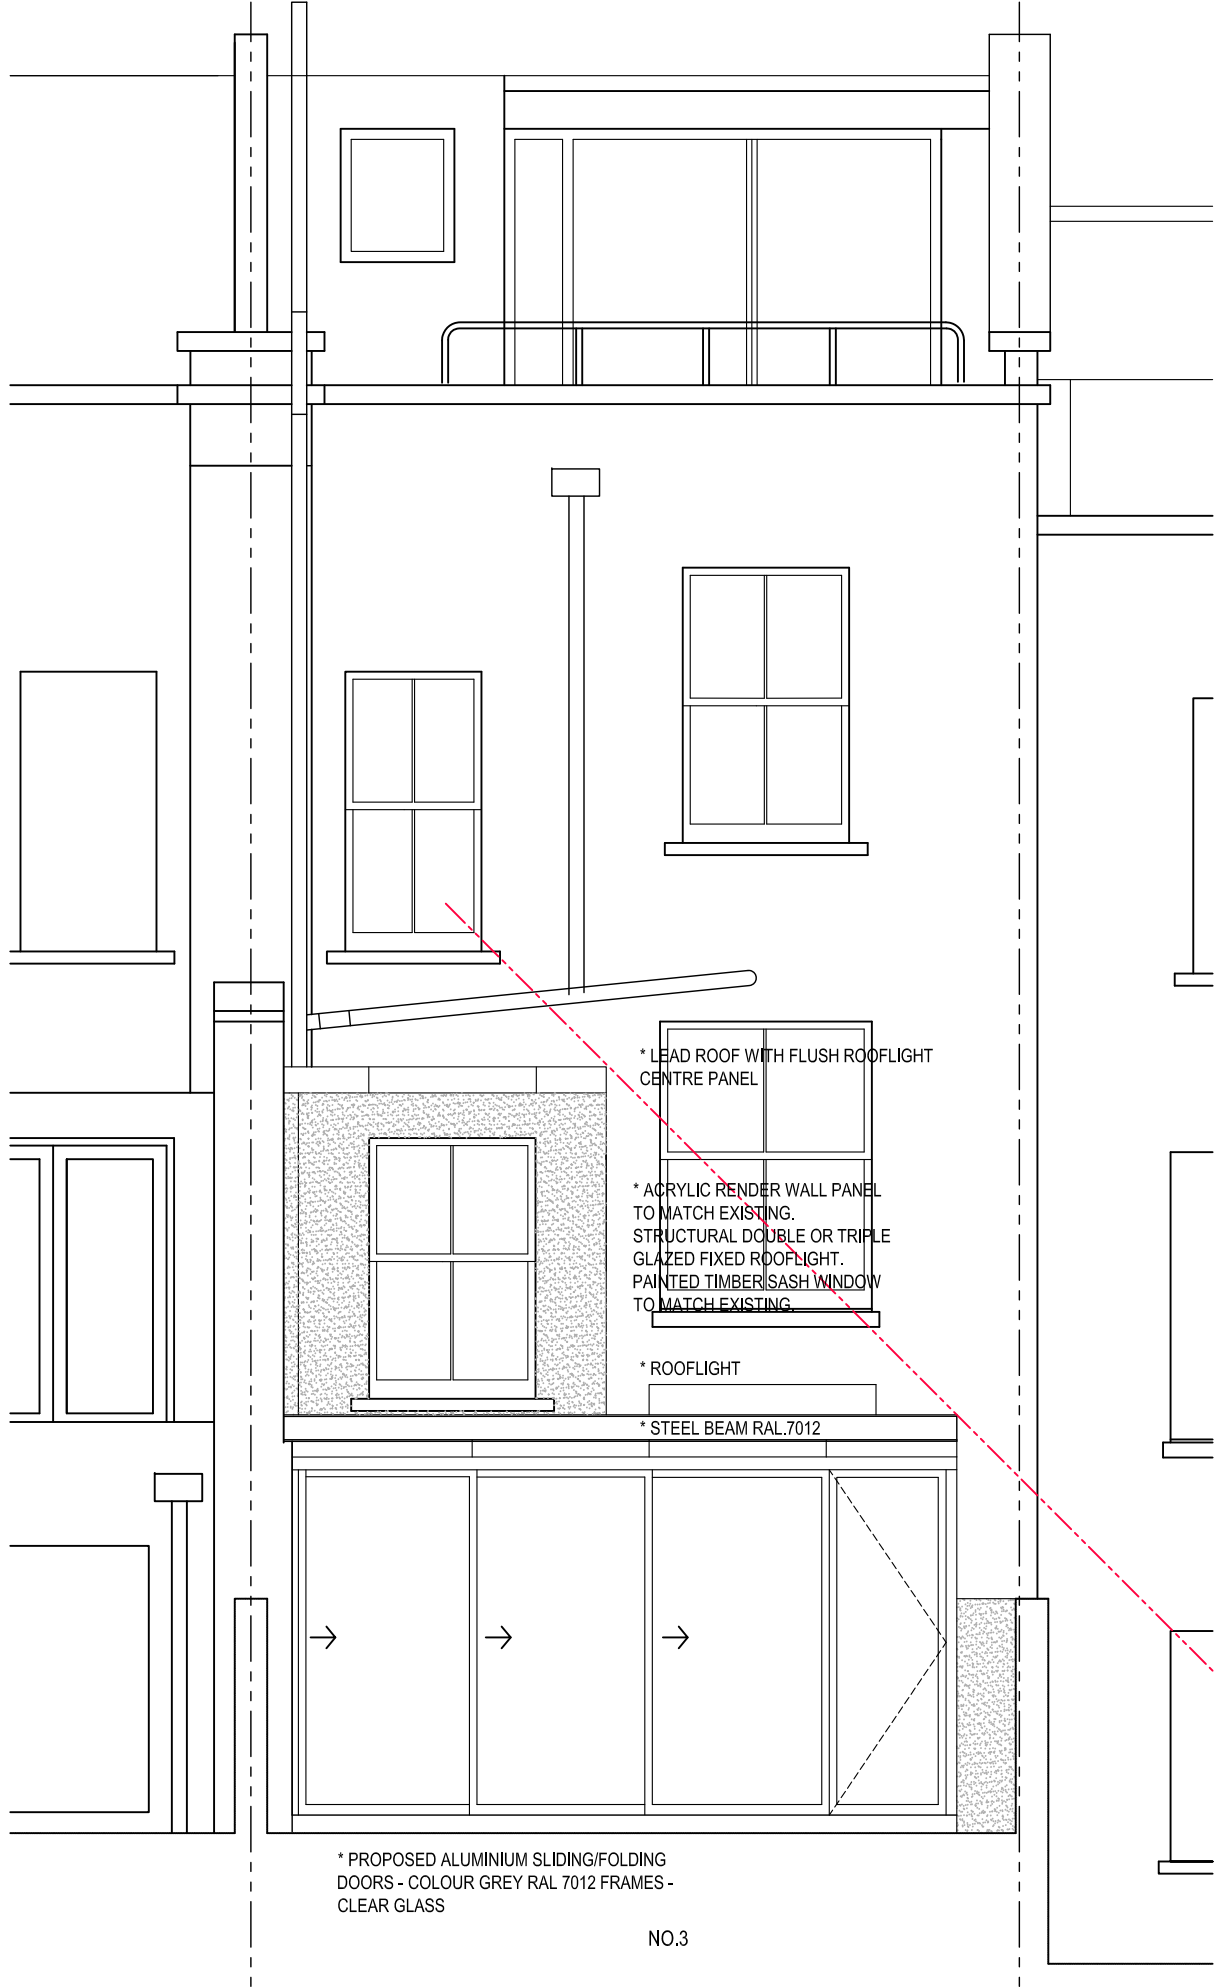 * LEAD ROOF WITH FLUSH ROOFLIGHT
CENTRE PANEL
* ACRYLIC RENDER WALL PANEL
TO MATCH EXISTING.
STRUCTURAL DOUBLE OR TRIPLE
GLAZED FIXED ROOFLIGHT.
PAINTED TIMBER SASH WINDOW
TO MATCH EXISTING.
* ROOFLIGHT
* STEEL BEAM RAL.7012
* PROPOSED ALUMINIUM SLIDING/FOLDING
DOORS - COLOUR GREY RAL 7012 FRAMES -
CLEAR GLASS
NO.3